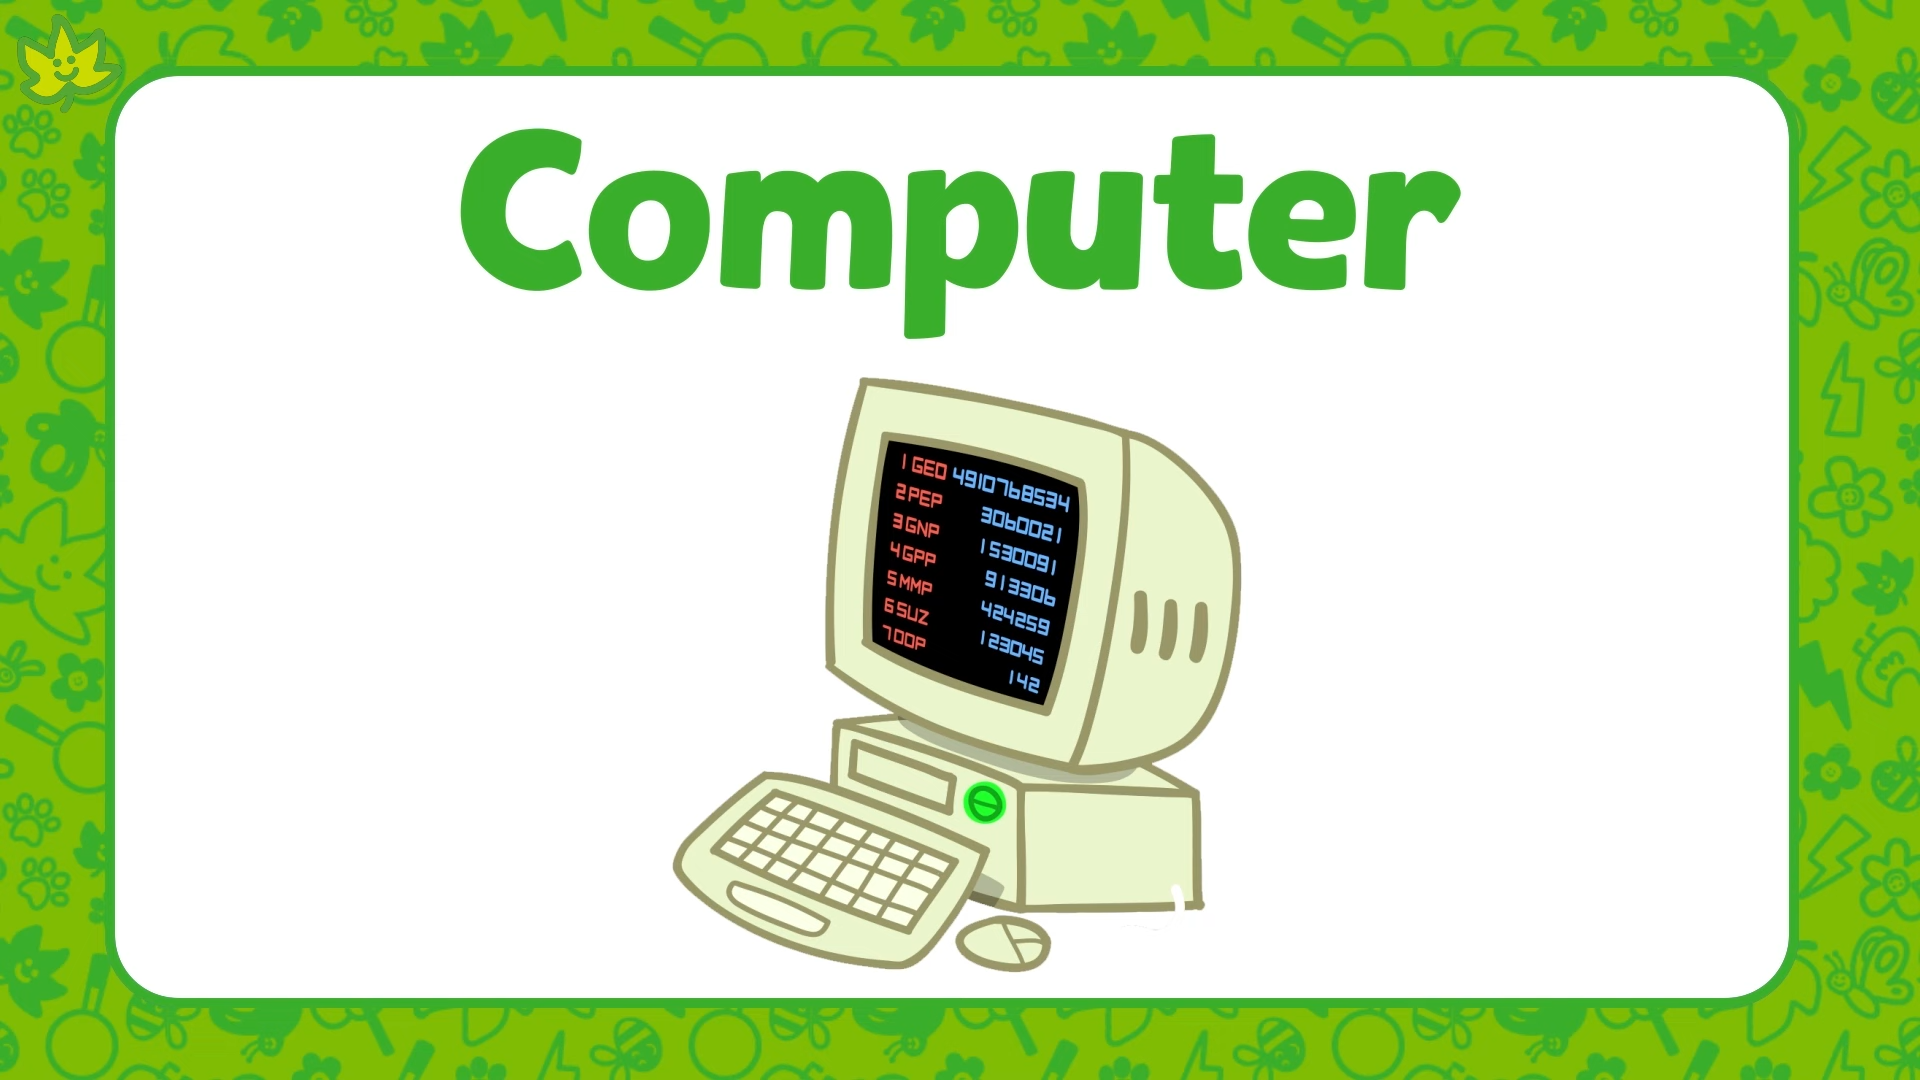 Computer
1 GEO 4910768534
2 PEP 3060021
3 GNP 1530091
4 GPP 913306
5 MMP 424259
6 SUZ 123045
7 OOP 142